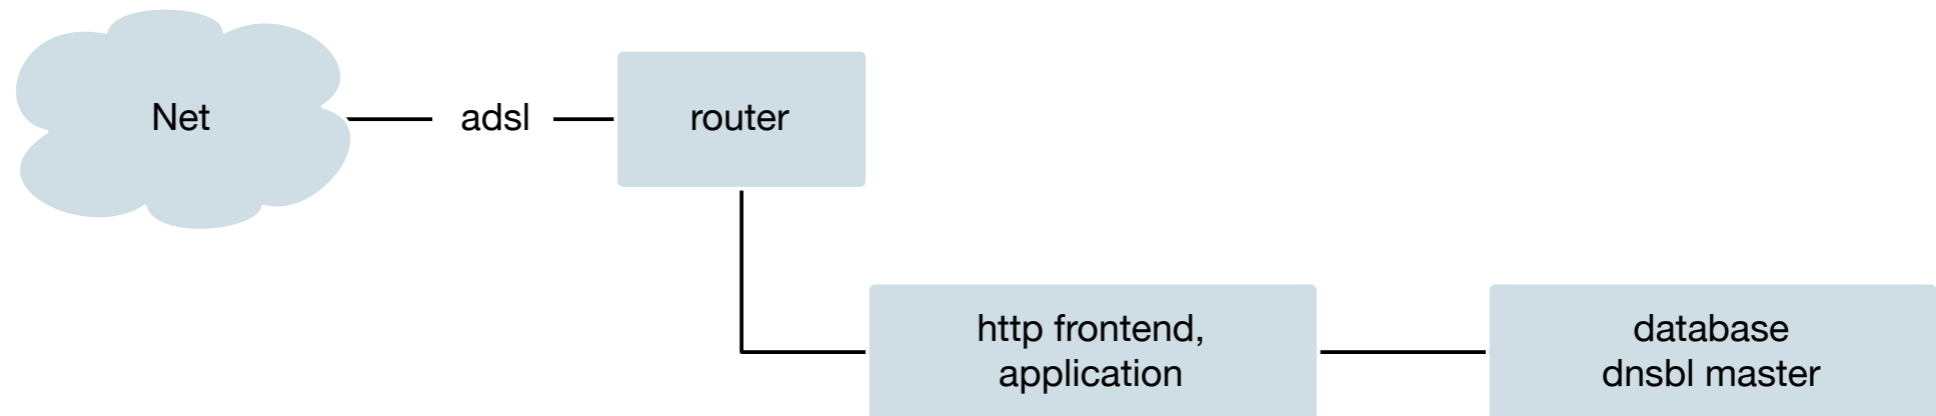 Net
adsl
router
http frontend,
application
database
dnsbl master